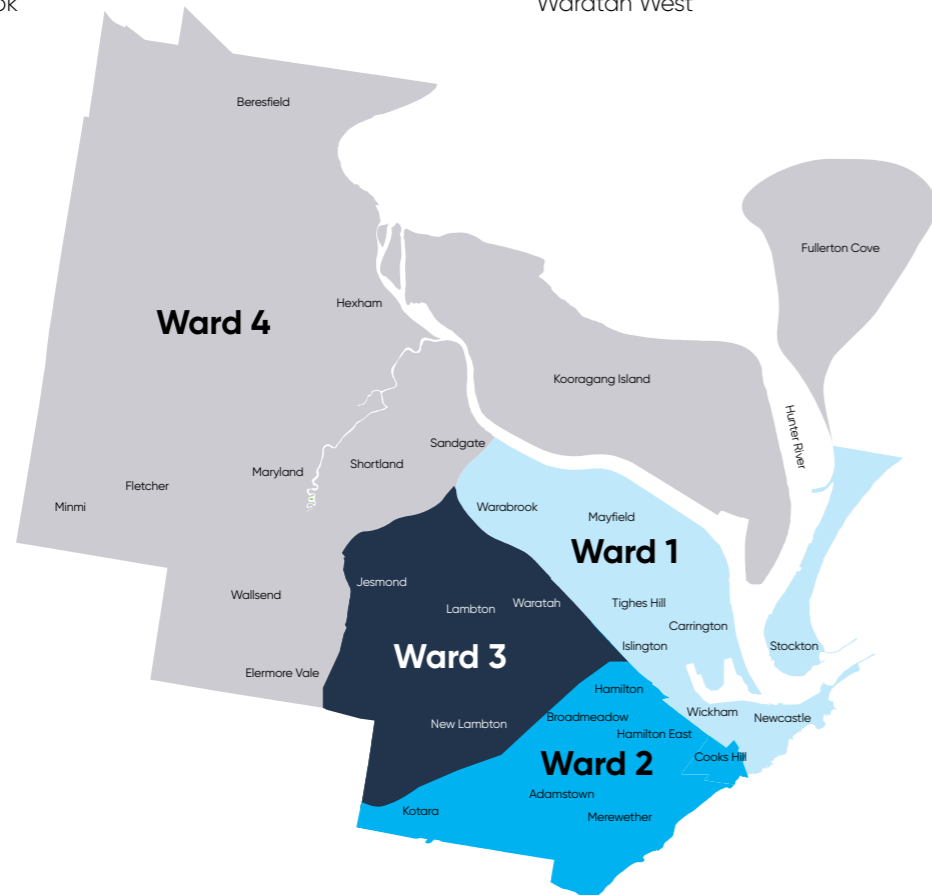 ok
Waratah West
Beresfield
Fullerton Cove
Hexham
Ward 4
Kooragang Island
Hunter River
Sandgate
Shortland
Maryland
Fletcher
Minmi
Warabrook
Mayfield
Ward 1
Jesmond
Wallsend
Lambton
Waratah
Tighes Hill
Carrington
Islington
Stockton
Ward 3
Elermore Vale
Hamilton
Wickham
Newcastle
Broadmeadow
New Lambton
Hamilton East
Cooks Hill
Ward 2
Adamstown
Kotara
Merewether